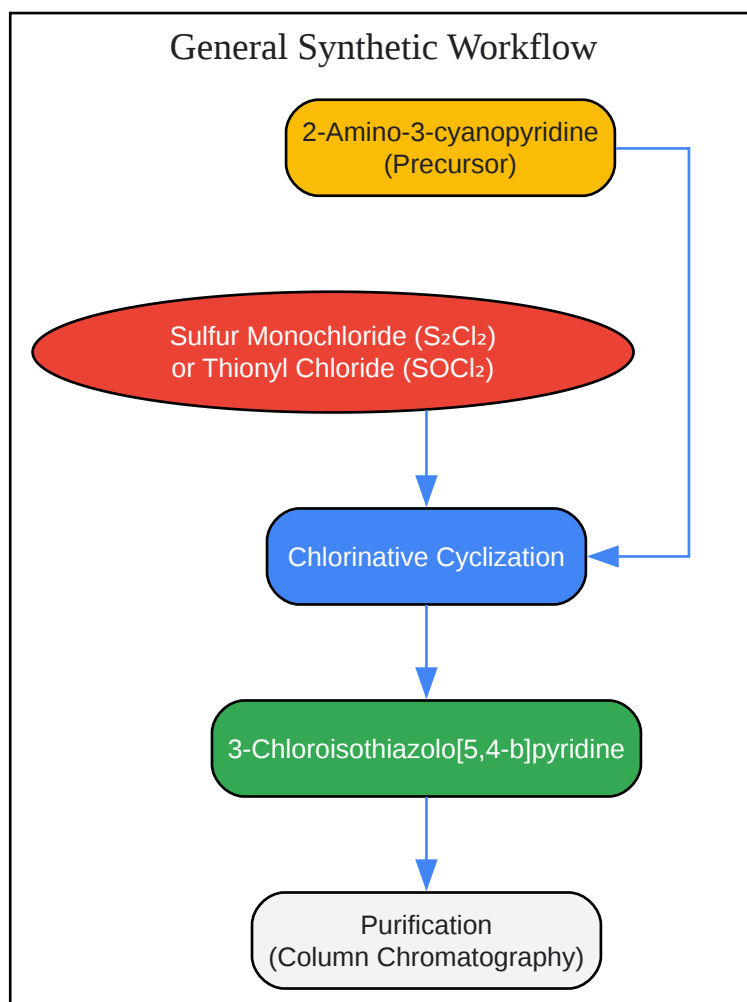 General Synthetic Workflow
2-Amino-3-cyanopyridine
(Precursor)
Sulfur Monochloride (S₂Cl₂)
or Thionyl Chloride (SOCl₂)
Chlorinative Cyclization
3-Chloroisothiazolo[5,4-b]pyridine
Purification
(Column Chromatography)